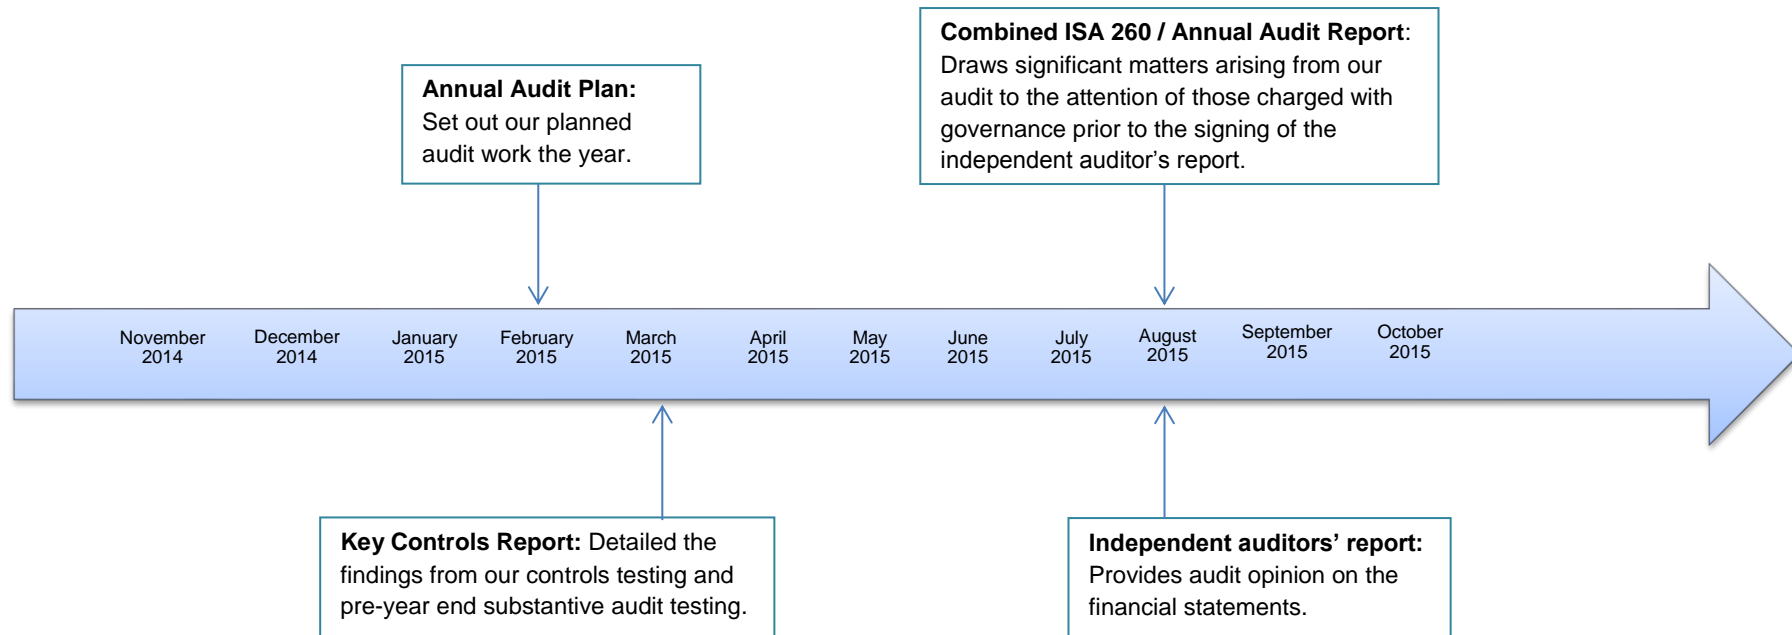 Combined ISA 260 / Annual Audit Report:
Draws significant matters arising from our
audit to the attention of those charged with
governance prior to the signing of the
independent auditor’s report.
Annual Audit Plan:
Set out our planned
audit work the year.
November
2014
December
2014
January
2015
February
2015
March
2015
April
2015
May
2015
June
2015
July
2015
August
2015
September
2015
October
2015
Key Controls Report: Detailed the
findings from our controls testing and
pre-year end substantive audit testing.
Independent auditors’ report:
Provides audit opinion on the
financial statements.